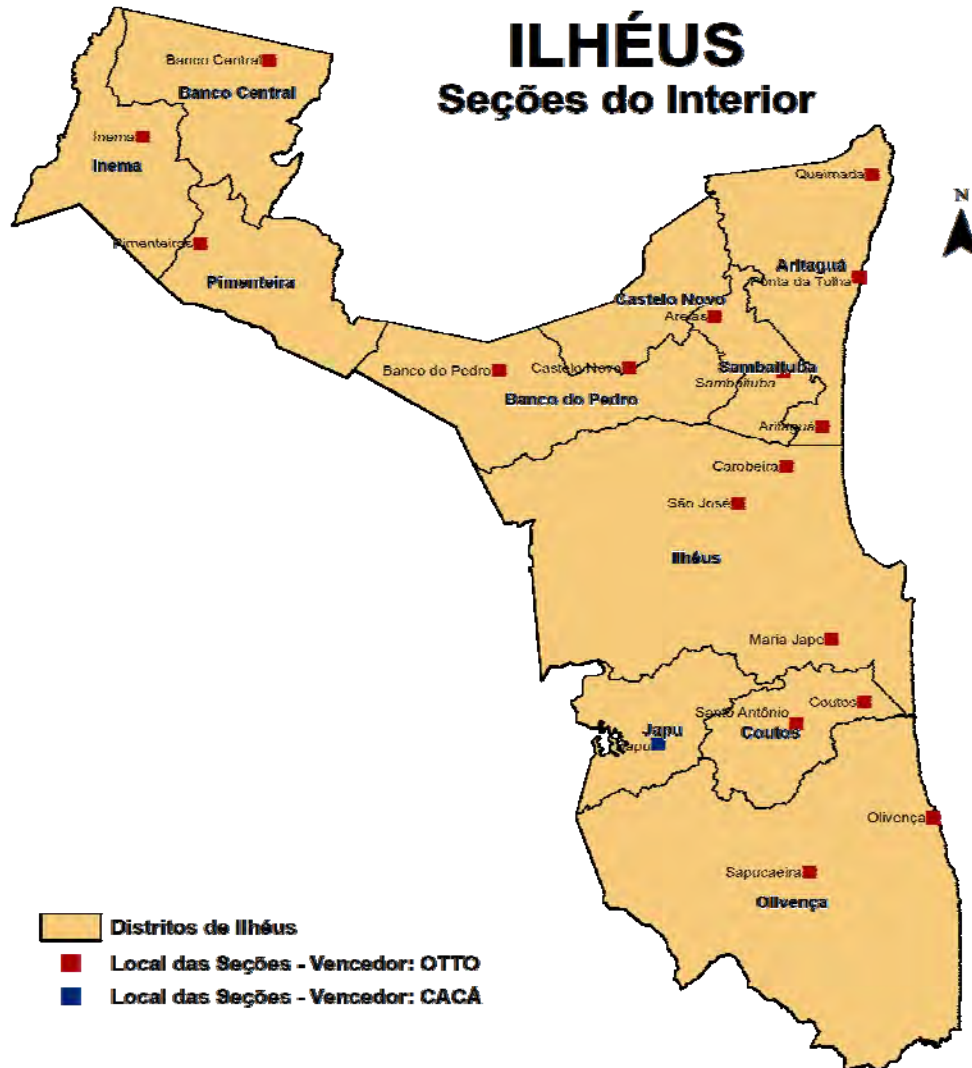 ILHÉUS
Seções do Interior
Banco Central
Banco Central
Inema
Inema
Queimada
N
Pimenteiros
Pimenteira
Aritaguá
Ponta da Tulha
Castelo Novo
Areias
Banco do Pedro
Castelo Novo
Sambaituba
Sambaituba
Banco do Pedro
Aritaguá
Carobeira
São José
Ilhéus
Maria Jape
Coutos
Santo Antônio
Japu
Coutos
Japu
Olivença
Sapucaeira
Olivença
Distritos de Ilhéus
Local das Seções - Vencedor: OTTO
Local das Seções - Vencedor: CACÁ